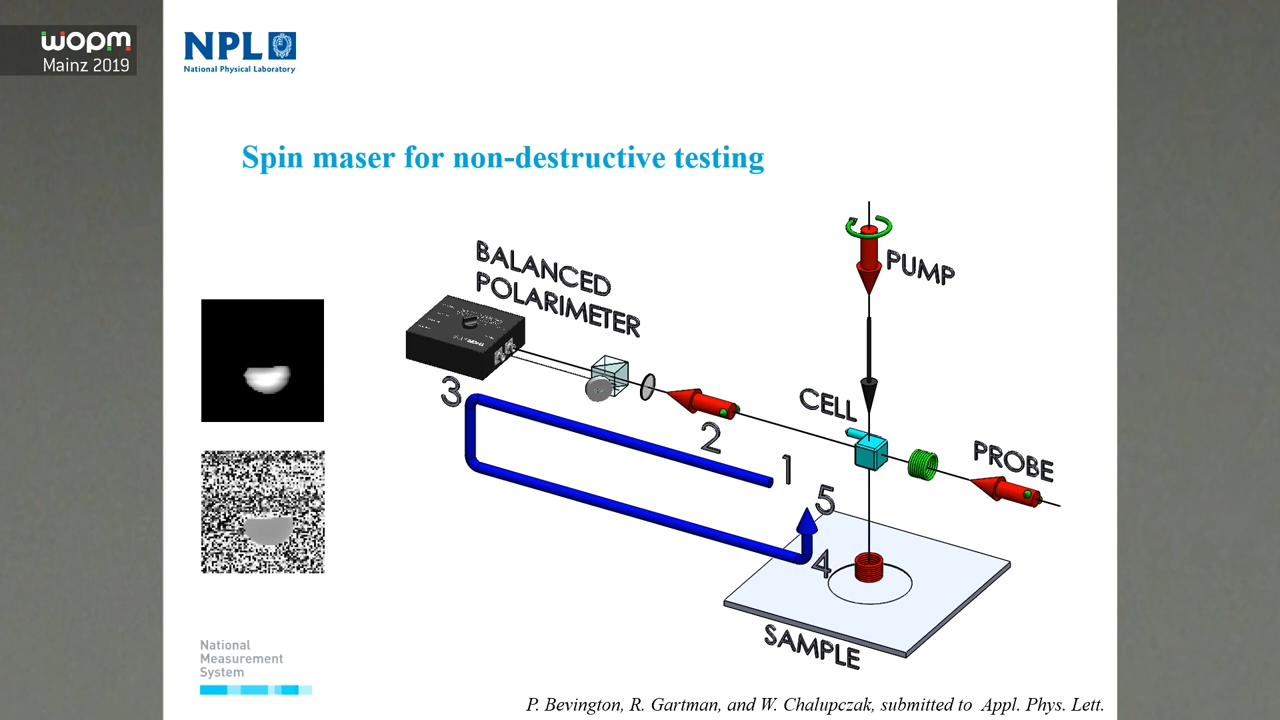 wopm
Mainz 2019
NPL
National Physical Laboratory
Spin maser for non-destructive testing
BALANCED
POLARIMETER
PUMP
CELL
PROBE
3
2
1
5
4
SAMPLE
National
Measurement
System
P. Bevington, R. Gartman, and W. Chalupczak, submitted to Appl. Phys. Lett.